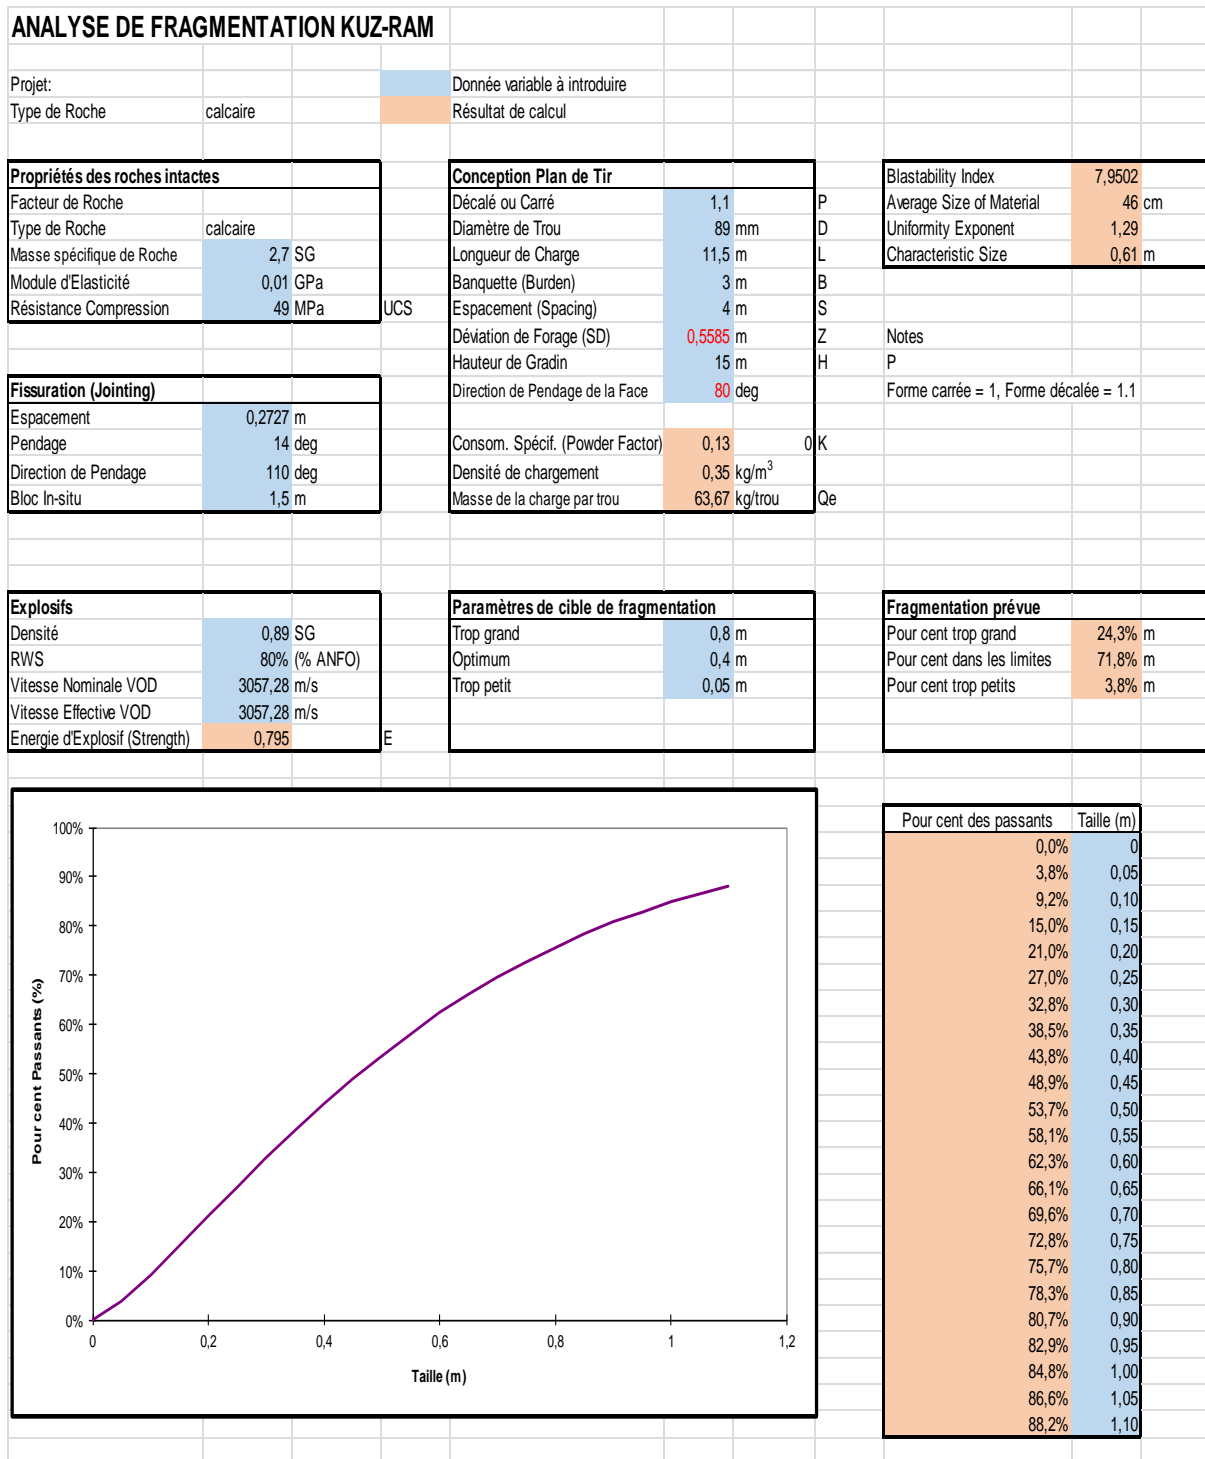 ANALYSE DE FRAGMENTATION KUZ-RAM
Projet: Donnée variable à introduire
Type de Roche calcaire Résultat de calcul
Propriétés des roches intactes
Facteur de Roche
Type de Roche calcaire
Masse spécifique de Roche 2,7 SG
Module d'Elasticité 0,01 GPa
Résistance Compression 49 MPa UCS
Fissuration (Jointing)
Espacement 0,2727 m
Pendage 14 deg
Direction de Pendage 110 deg
Bloc In-situ 1,5 m
Conception Plan de Tir
Décalé ou Carré 1,1 P
Diamètre de Trou 89 mm D
Longueur de Charge 11,5 m L
Banquette (Burden) 3 m B
Espacement (Spacing) 4 m S
Déviation de Forage (SD) 0,5585 m Z
Hauteur de Gradin 15 m H
Direction de Pendage de la Face 80 deg
Consom. Spécif. (Powder Factor) 0,13 0 K
Densité de chargement 0,35 kg/m³
Masse de la charge par trou 63,67 kg/trou Qe
Blastability Index 7,9502
Average Size of Material 46 cm
Uniformity Exponent 1,29
Characteristic Size 0,61 m
Notes
P
Forme carrée = 1, Forme décalée = 1.1
Explosifs
Densité 0,89 SG
RWS 80% (% ANFO)
Vitesse Nominale VOD 3057,28 m/s
Vitesse Effective VOD 3057,28 m/s
Energie d'Explosif (Strength) 0,795 E
Paramètres de cible de fragmentation
Trop grand 0,8 m
Optimum 0,4 m
Trop petit 0,05 m
Fragmentation prévue
Pour cent trop grand 24,3% m
Pour cent dans les limites 71,8% m
Pour cent trop petits 3,8% m
Pour cent Passants (%)
100%
90%
80%
70%
60%
50%
40%
30%
20%
10%
0%
0 0,2 0,4 0,6 0,8 1 1,2
Taille (m)
Pour cent des passants Taille (m)
0,0% 0
3,8% 0,05
9,2% 0,10
15,0% 0,15
21,0% 0,20
27,0% 0,25
32,8% 0,30
38,5% 0,35
43,8% 0,40
48,9% 0,45
53,7% 0,50
58,1% 0,55
62,3% 0,60
66,1% 0,65
69,6% 0,70
72,8% 0,75
75,7% 0,80
78,3% 0,85
80,7% 0,90
82,9% 0,95
84,8% 1,00
86,6% 1,05
88,2% 1,10